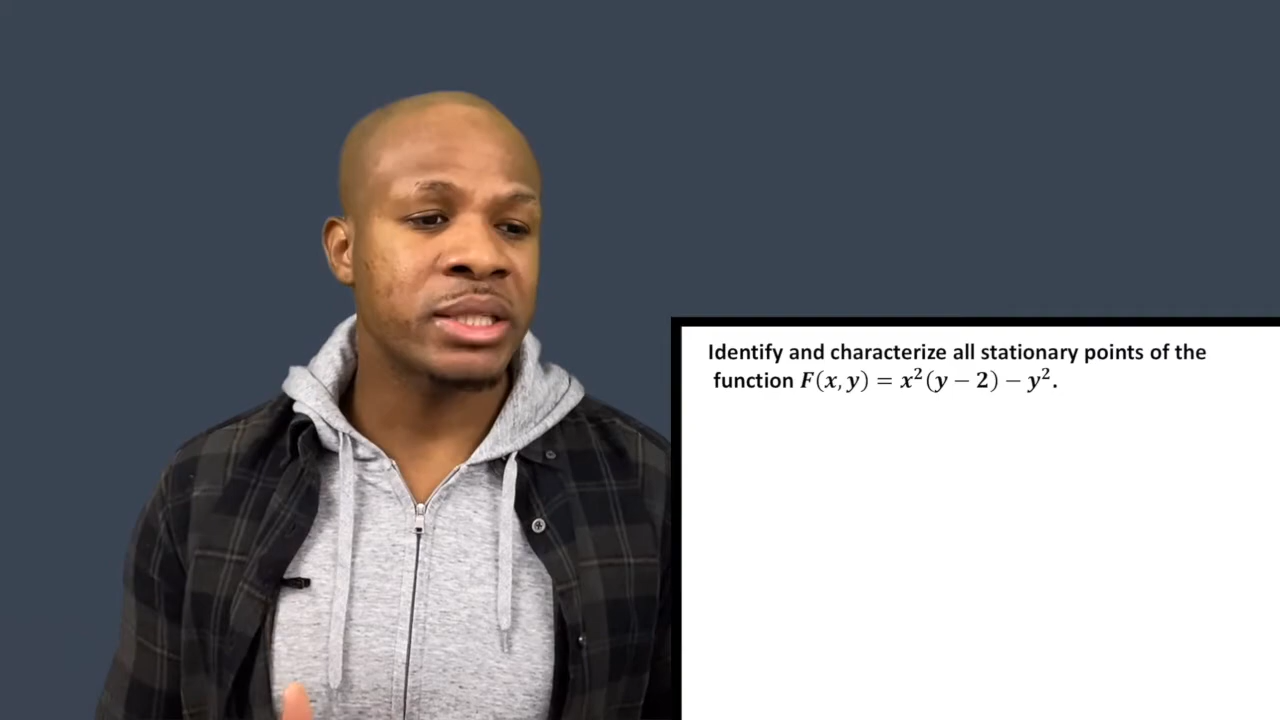 Identify and characterize all stationary points of the
function F(x, y) = x²(y − 2) − y².